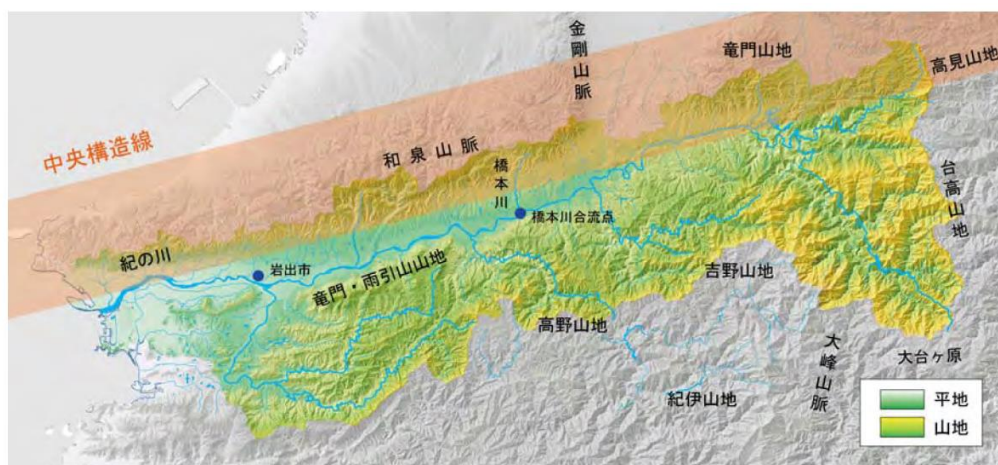 金剛山脈
竜門山地
高見山地
中央構造線
和泉山脈
橋本川
台高山地
橋本川合流点
紀の川
岩出市
竜門・雨引山山地
吉野山地
高野山地
大峰山脈
大台ヶ原
紀伊山地
平地
山地